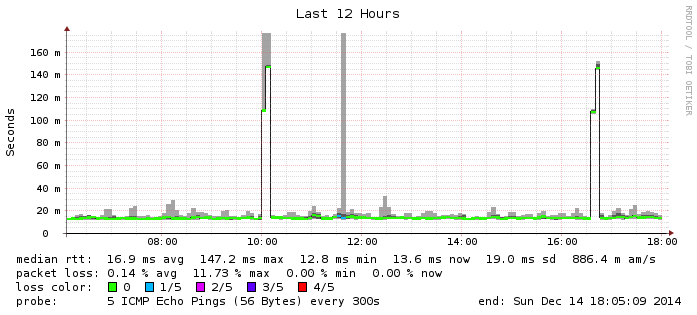 Last 12 Hours
RRDTOOL / TOBI OETIKER
Seconds
160 m
140 m
120 m
100 m
80 m
60 m
40 m
20 m
0
08:00 10:00 12:00 14:00 16:00 18:00
median rtt: 16.9 ms avg 147.2 ms max 12.8 ms min 13.6 ms now 19.0 ms sd 886.4 m am/s
packet loss: 0.14 % avg 11.73 % max 0.00 % min 0.00 % now
loss color: 0 1/5 2/5 3/5 4/5
probe: 5 ICMP Echo Pings (56 Bytes) every 300s end: Sun Dec 14 18:05:09 2014